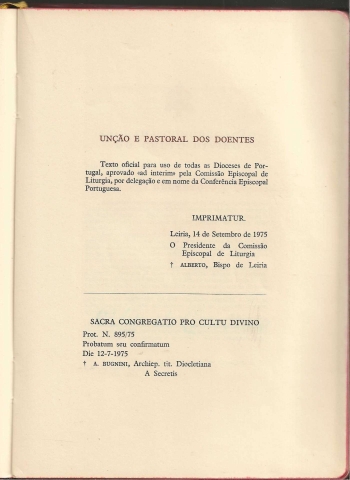 UNÇÃO E PASTORAL DOS DOENTES
Texto oficial para uso de todas as Dioceses de Por-
tugal, aprovado «ad interim» pela Comissão Episcopal de
Liturgia, por delegação e em nome da Conferência Episcopal
Portuguesa.
IMPRIMATUR.
Leiria, 14 de Setembro de 1975
O Presidente da Comissão
Episcopal de Liturgia
† ALBERTO, Bispo de Leiria
SACRA CONGREGATIO PRO CULTU DIVINO
Prot. N. 895/75
Probatum seu confirmatum
Die 12-7-1975
† A. BUGNINI, Archiep. tit. Diocletiana
A Secretis